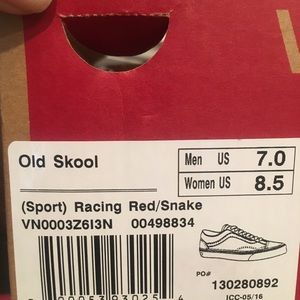 Old Skool
Men US 7.0
Women US 8.5
(Sport) Racing Red/Snake
VN0003Z6I3N 00498834
PO#
130280892
ICC-05/16